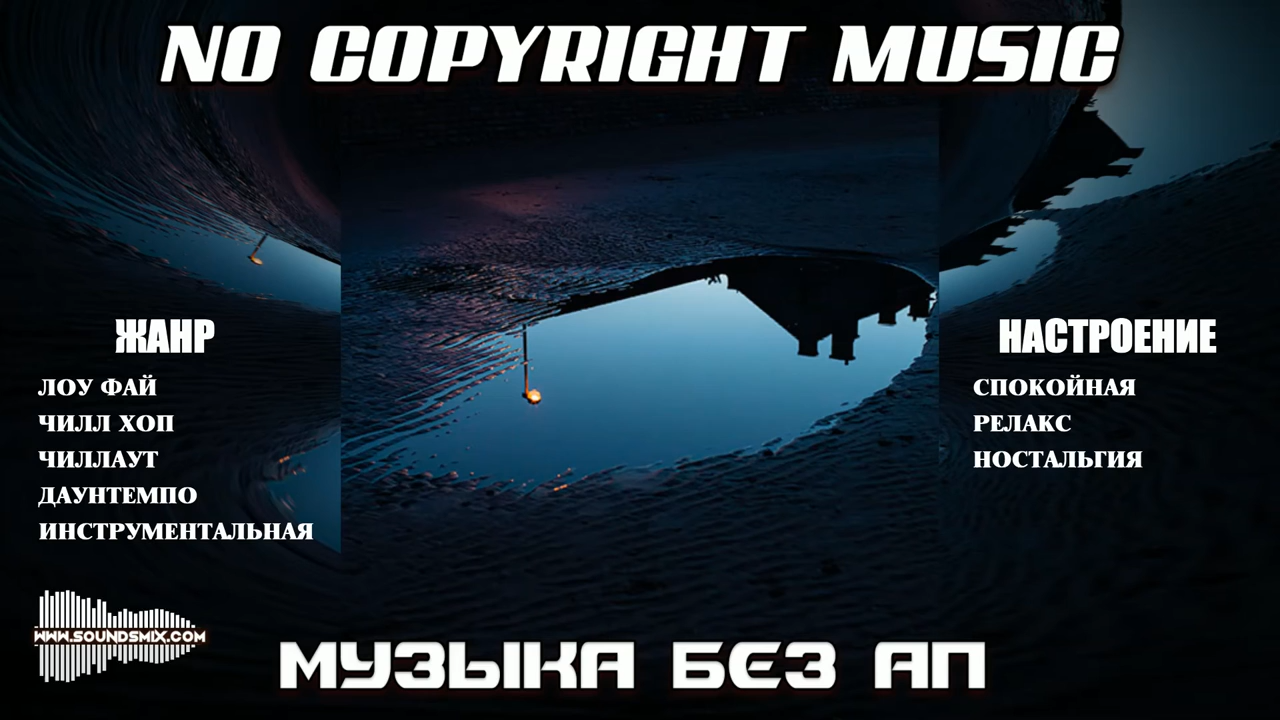 NO COPYRIGHT MUSIC
ЖАНР
ЛОУ ФАЙ
ЧИЛЛ ХОП
ЧИЛЛАУТ
ДАУНТЕМПО
ИНСТРУМЕНТАЛЬНАЯ
НАСТРОЕНИЕ
СПОКОЙНАЯ
РЕЛАКС
НОСТАЛЬГИЯ
WWW.SOUNDSMIX.COM
МУЗЫКА БЕЗ АП